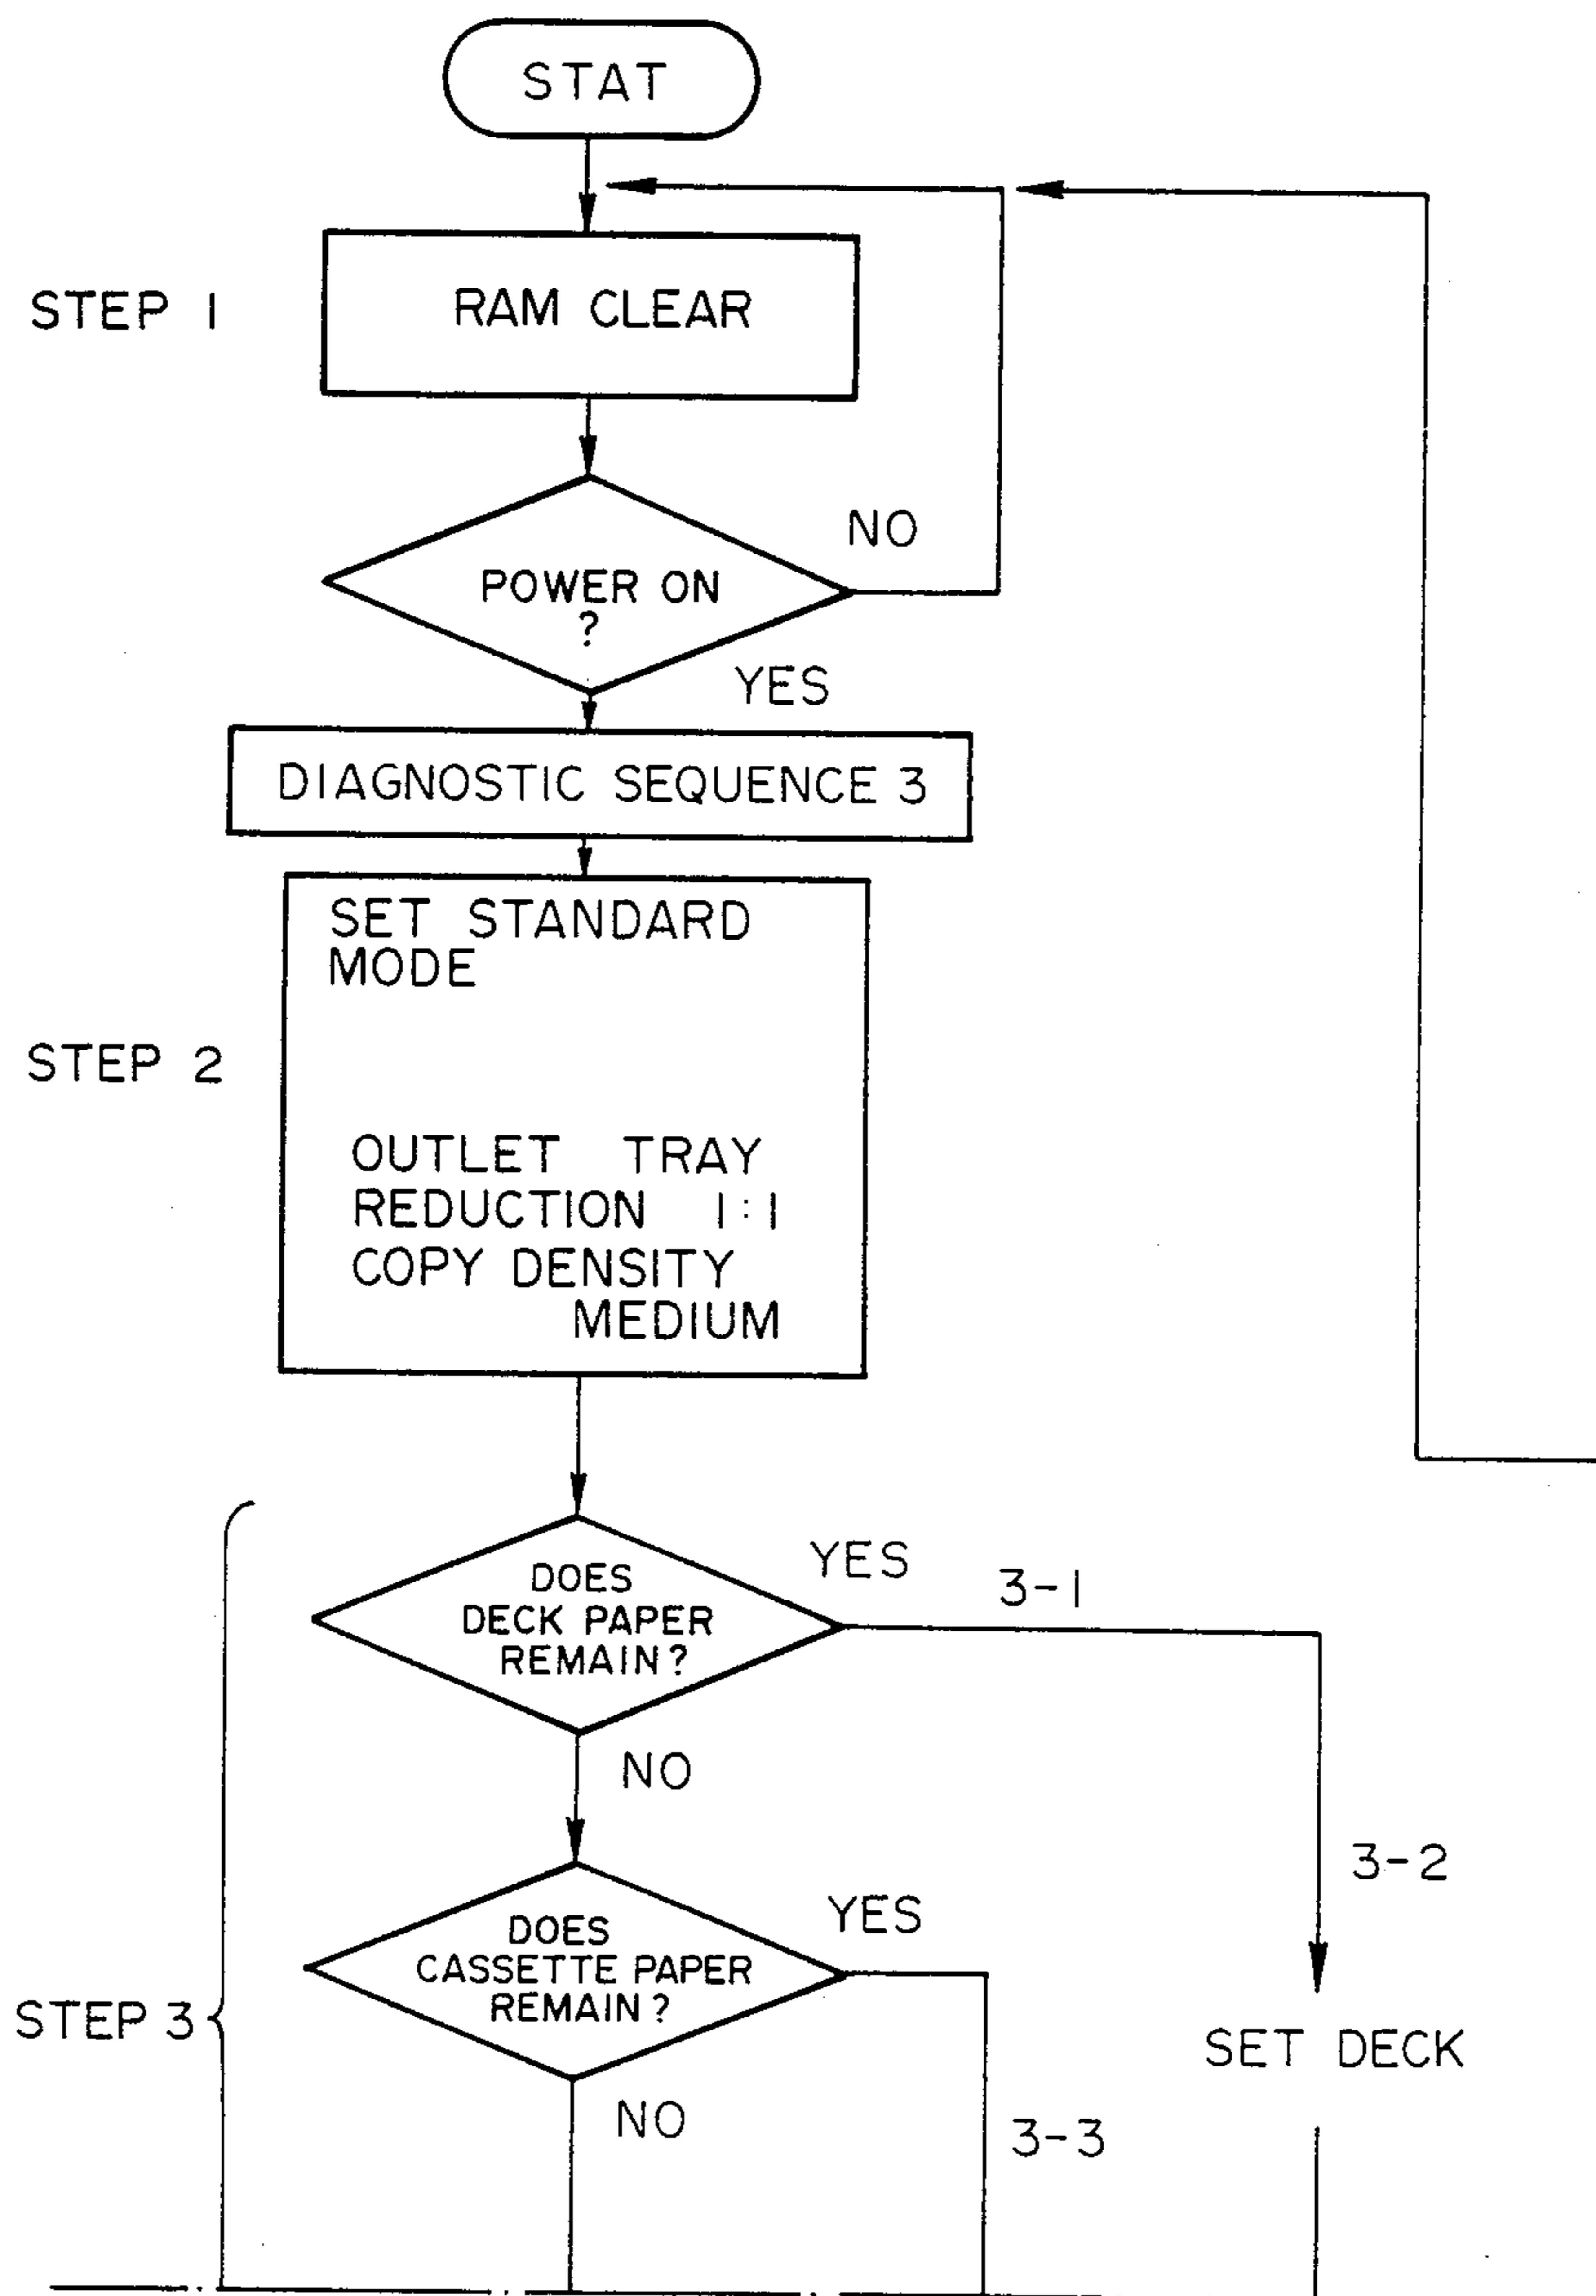 STAT
STEP 1
RAM CLEAR
NO
POWER ON
?
YES
DIAGNOSTIC SEQUENCE 3
SET STANDARD
MODE
STEP 2
OUTLET TRAY
REDUCTION 1:1
COPY DENSITY
MEDIUM
YES
3-1
DOES
DECK PAPER
REMAIN?
NO
3-2
YES
DOES
CASSETTE PAPER
REMAIN?
STEP 3
SET DECK
NO
3-3